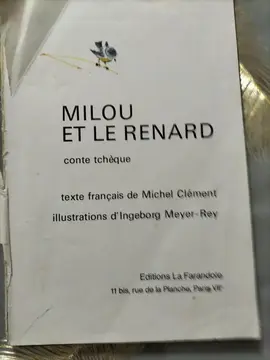 MILOU
ET LE RENARD
conte tchèque
texte français de Michel Clément
illustrations d'Ingeborg Meyer-Rey
Editions La Farandole
11 bis, rue de la Planche, Paris VIIe